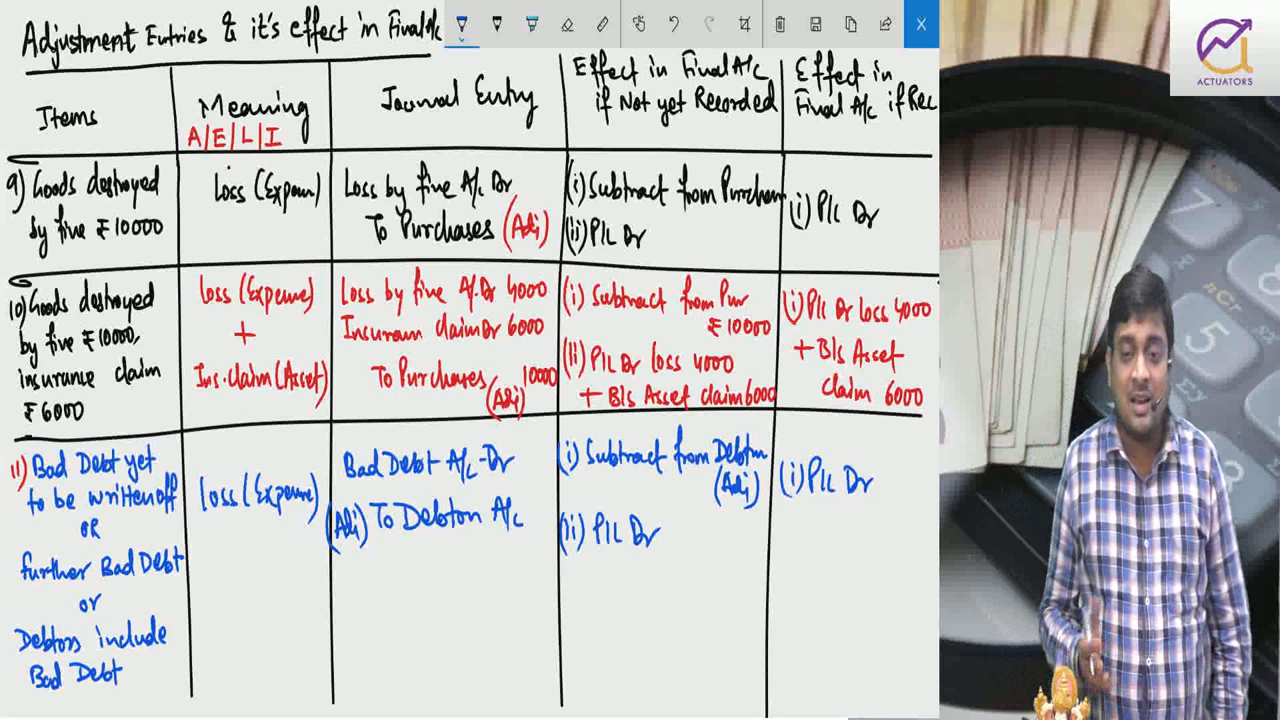 Adjustment Entries & it's effect in Final A/c
Items
Meaning
A/E/L/I
Journal Entry
Effect in Final A/c
if Not yet Recorded
Effect in
Final A/c if Rec
9) Goods destroyed
by fire ₹10000
Loss (Expen)
Loss by fire A/c Dr
To Purchases (Adj)
(i) Subtract from Purchases
(ii) P/L Dr
(i) P/L Dr
10) Goods destroyed
by fire ₹10000,
insurance claim
₹6000
loss (Expense)
+
Ins. claim (Asset)
Loss by fire A/c Dr 4000
Insuran claim Dr 6000
To Purchases 10000
(Adj)
(i) Subtract from Pur
₹10000
(ii) P/L Dr loss 4000
+ B/s Asset claim 6000
(i) P/L Dr loss 4000
+ B/s Asset
claim 6000
11) Bad Debt yet
to be written off
OR
further Bad Debt
or
Debtors include
Bad Debt
loss (Expense)
Bad Debt A/c - Dr
(Adj) To Debtors A/c
(i) Subtract from Debtors
(Adj)
(ii) P/L Dr
(i) P/L Dr
ACTUATORS
7
5
nCr